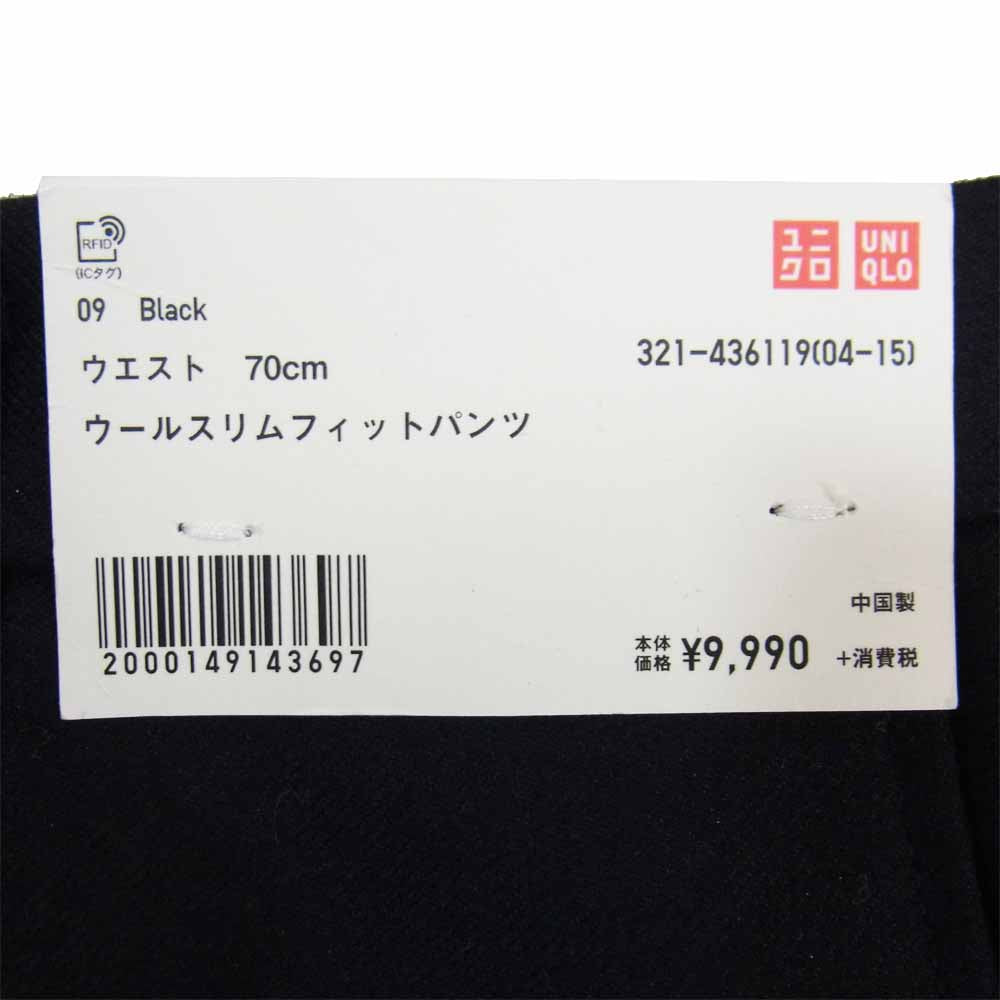 RFID
(ICタグ)
ユニ
クロ
UNI
QLO
09 Black
ウエスト 70cm
321-436119(04-15)
ウールスリムフィットパンツ
2000149143697
中国製
本体
価格 ¥9,990 +消費税